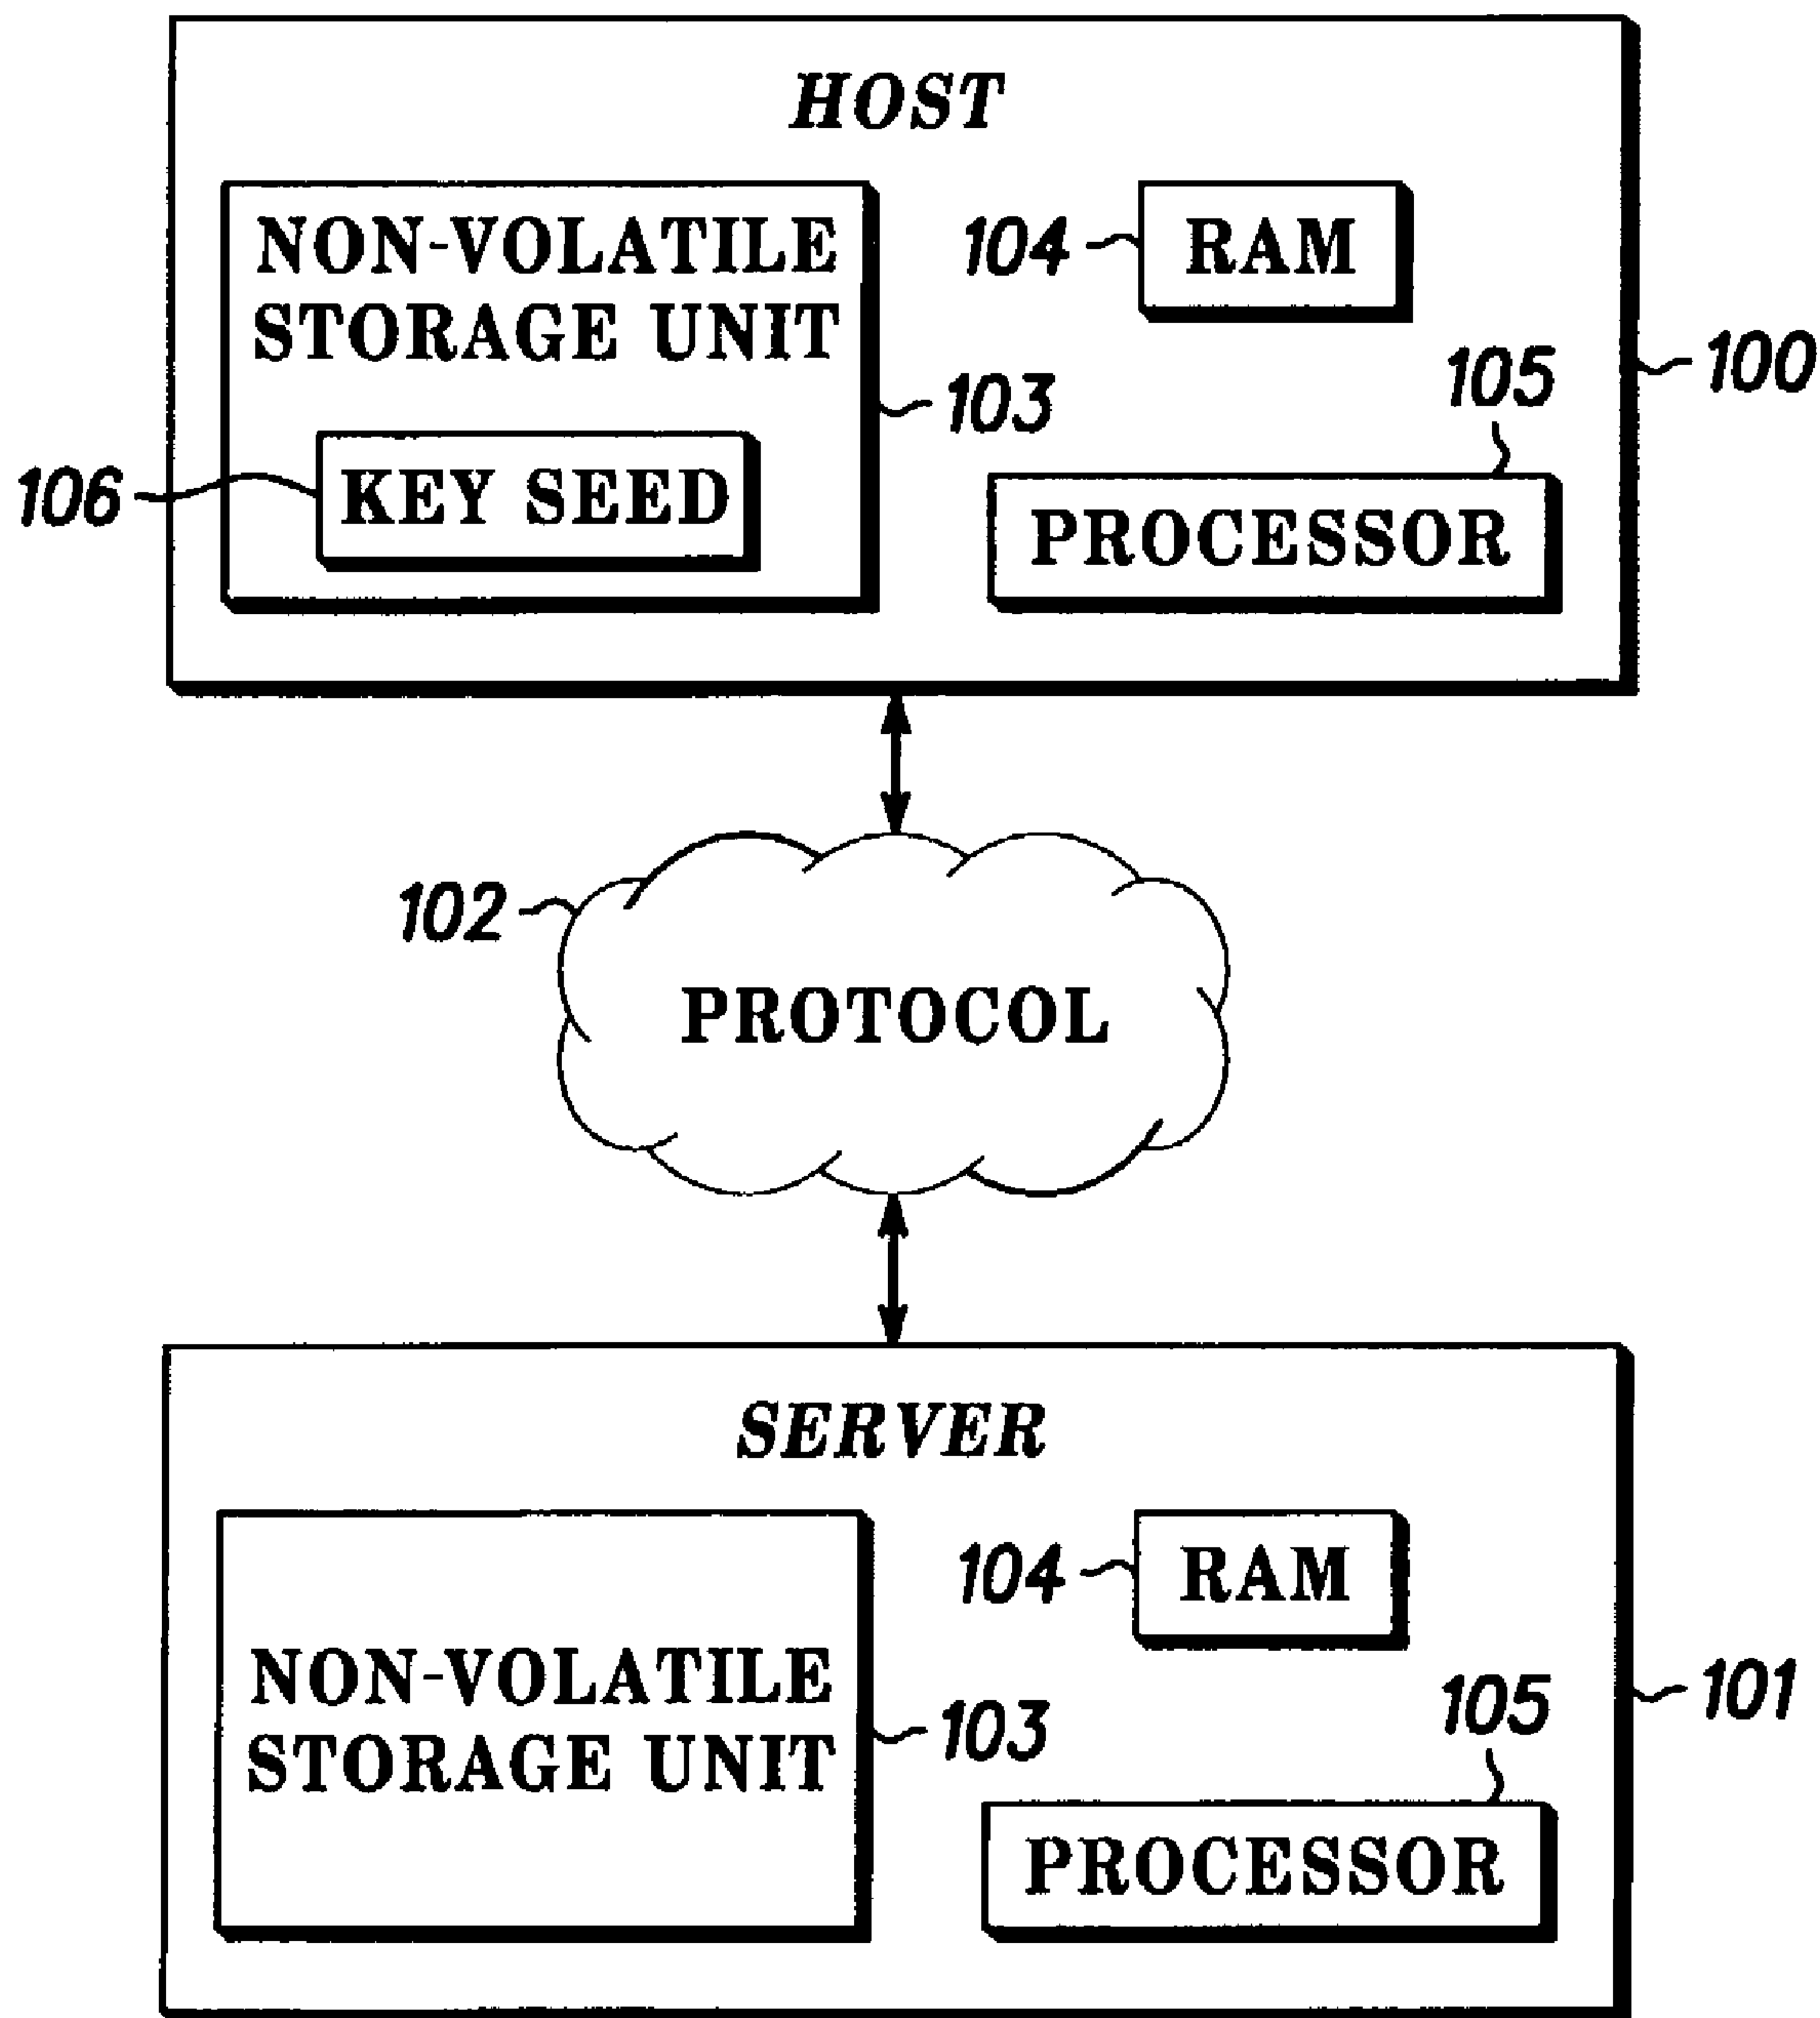 HOST
NON-VOLATILE
STORAGE UNIT
104
RAM
100
103
105
106
KEY SEED
PROCESSOR
102
PROTOCOL
SERVER
104
RAM
NON-VOLATILE
STORAGE UNIT
103
105
101
PROCESSOR